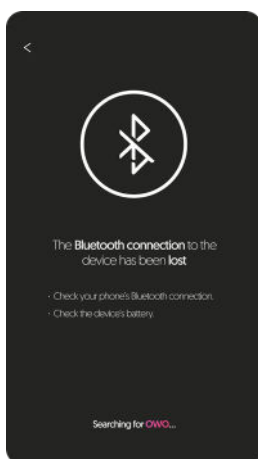 <
The Bluetooth connection to the
device has been lost
· Check your phone's Bluetooth connection.
· Check the device's battery.
Searching for OWO...